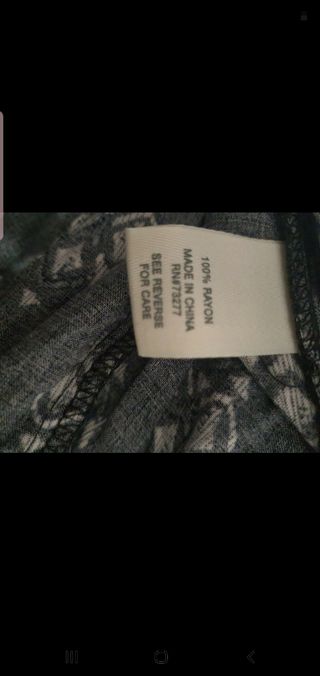 100% RAYON
MADE IN CHINA
RN#73277
SEE REVERSE
FOR CARE